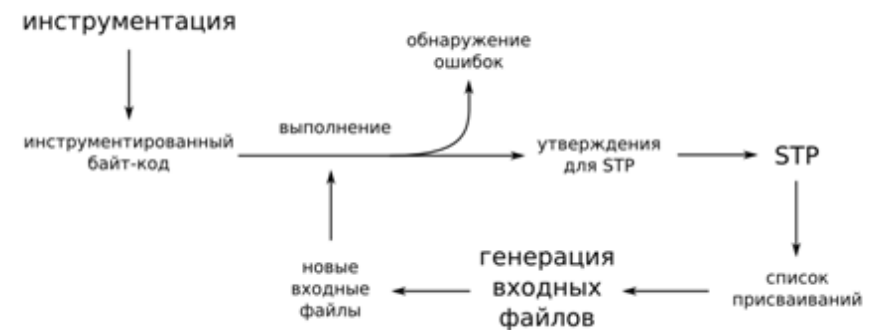 инструментация
обнаружение
ошибок
выполнение
инструментированный
байт-код
утверждения
для STP
STP
новые
входные
файлы
генерация
входных
файлов
список
присваиваний